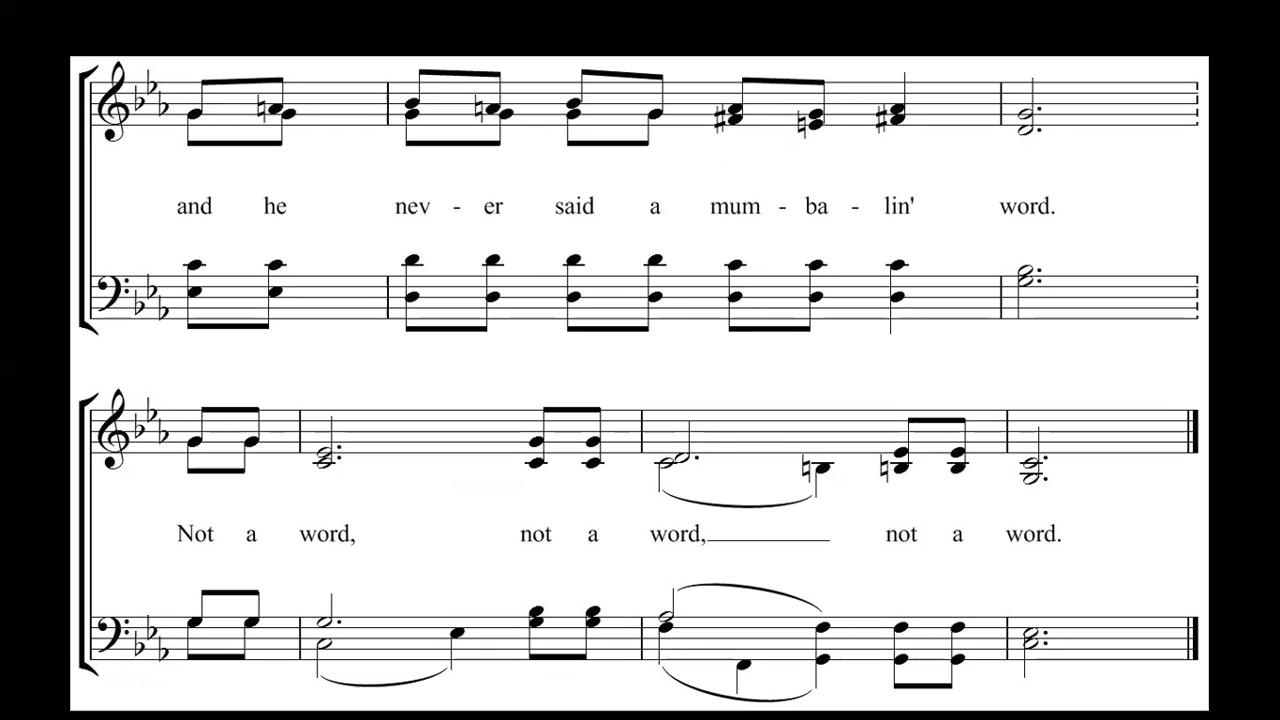 and he nev - er said a mum - ba - lin' word.
Not a word, not a word, not a word.